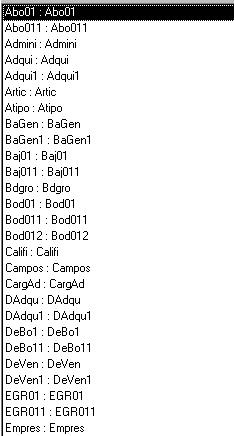 Abo01 : Abo01
Abo011 : Abo011
Admini : Admini
Adqui : Adqui
Adqui1 : Adqui1
Artic : Artic
Atipo : Atipo
BaGen : BaGen
BaGen1 : BaGen1
Baj01 : Baj01
Baj011 : Baj011
Bdgro : Bdgro
Bod01 : Bod01
Bod011 : Bod011
Bod012 : Bod012
Califi : Califi
Campos : Campos
CargAd : CargAd
DAdqu : DAdqu
DAdqu1 : DAdqu1
DeBo1 : DeBo1
DeBo11 : DeBo11
DeVen : DeVen
DeVen1 : DeVen1
EGR01 : EGR01
EGR011 : EGR011
Empres : Empres